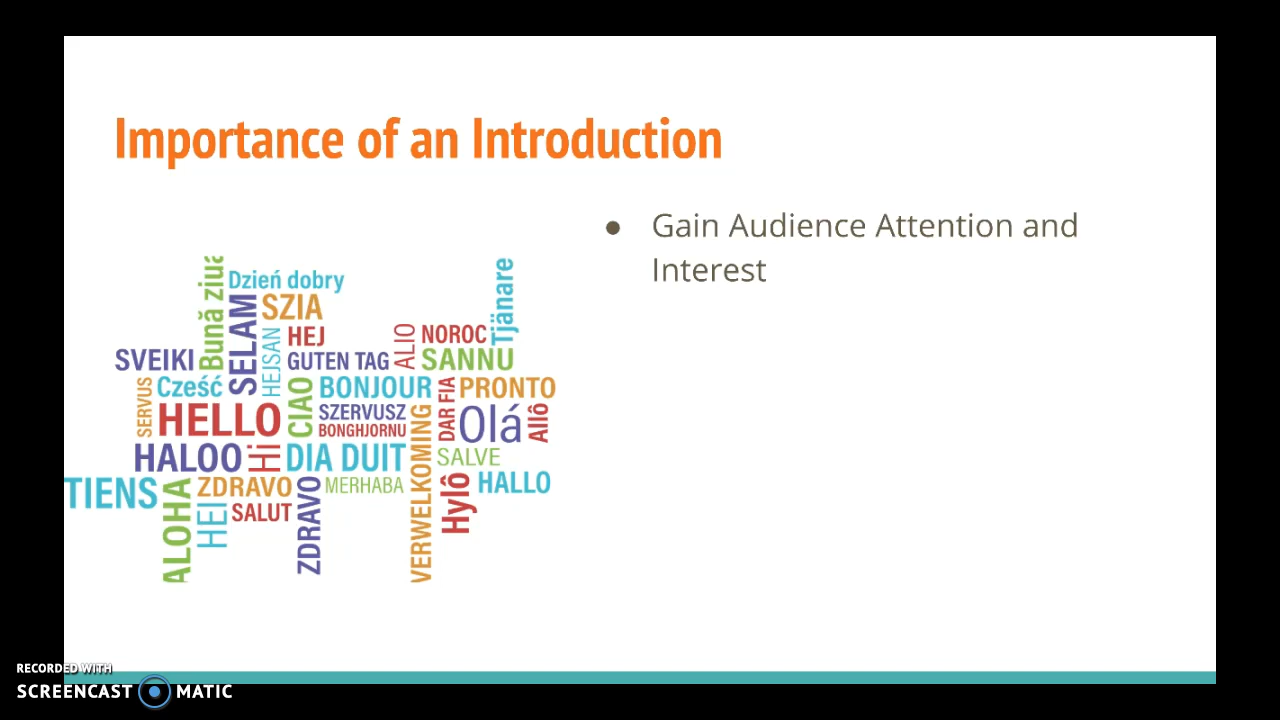 Importance of an Introduction
● Gain Audience Attention and
Interest
Bună ziua
Dzień dobry
Tjänare
SELAM
SZIA
HEJSAN
HEJ
ALIO
NOROC
SVEIKI
GUTEN TAG
SANNU
SERVUS
Cześć
CIAO
BONJOUR
DAR FIA
PRONTO
HELLO
SZERVUSZ
BONGHJORNU
VERWELKOMING
Olá
Allô
HALOO
Hi
DIA DUIT
SALVE
TIENS
ALOHA
ZDRAVO
ZDRAVO
MERHABA
Hylô
HALLO
HEI
SALUT
RECORDED WITH
SCREENCAST MATIC